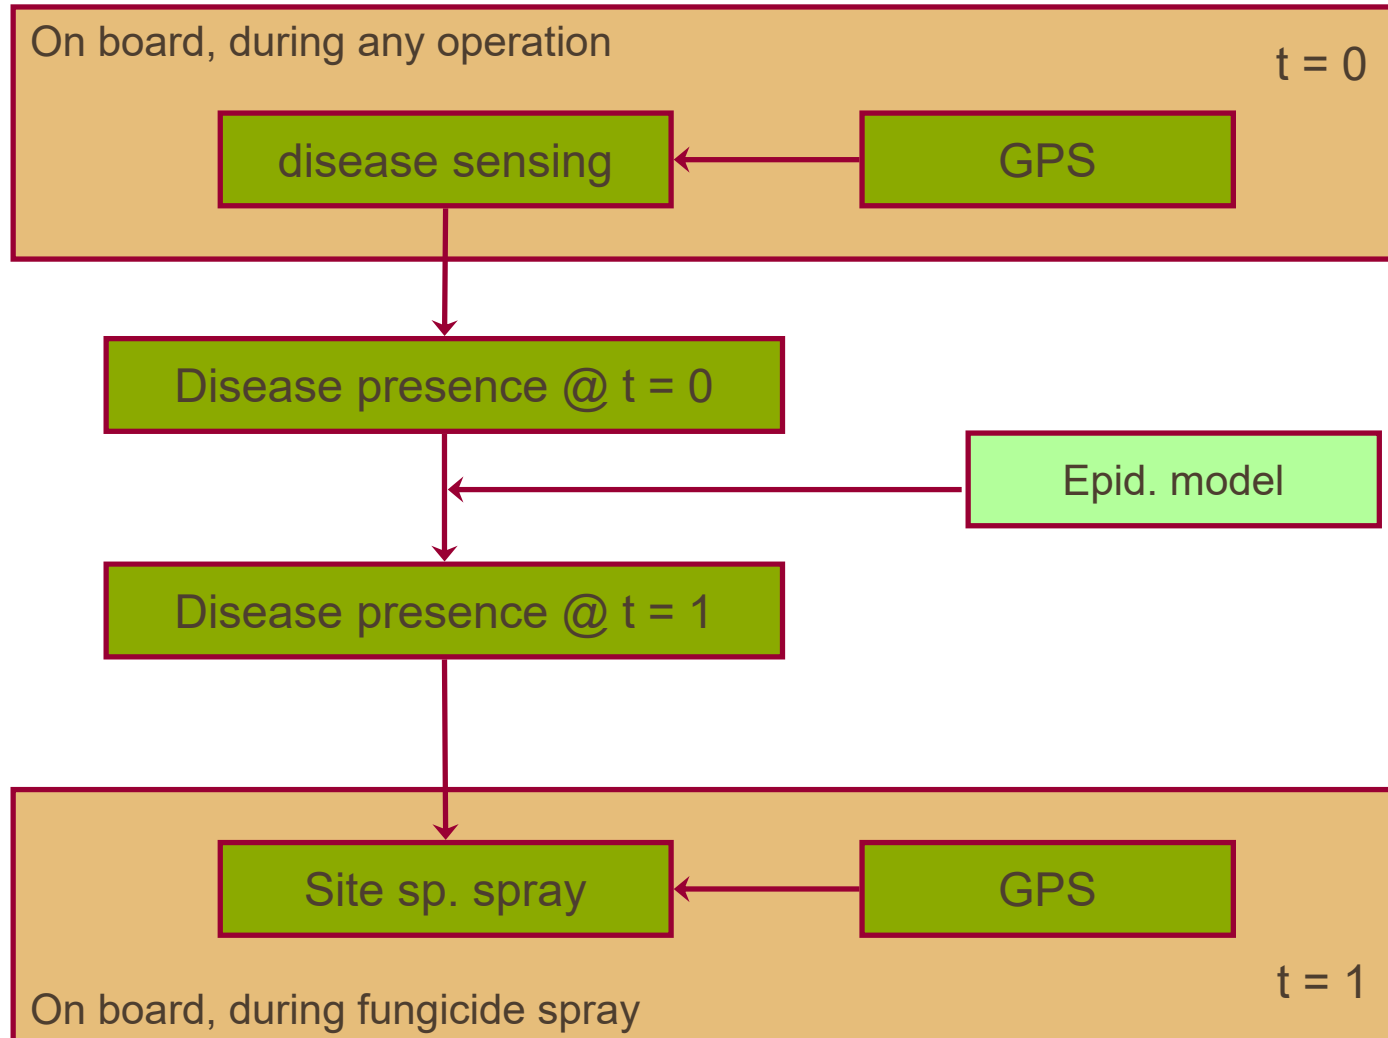 On board, during any operation
t = 0
disease sensing
GPS
Disease presence @ t = 0
Epid. model
Disease presence @ t = 1
Site sp. spray
GPS
t = 1
On board, during fungicide spray